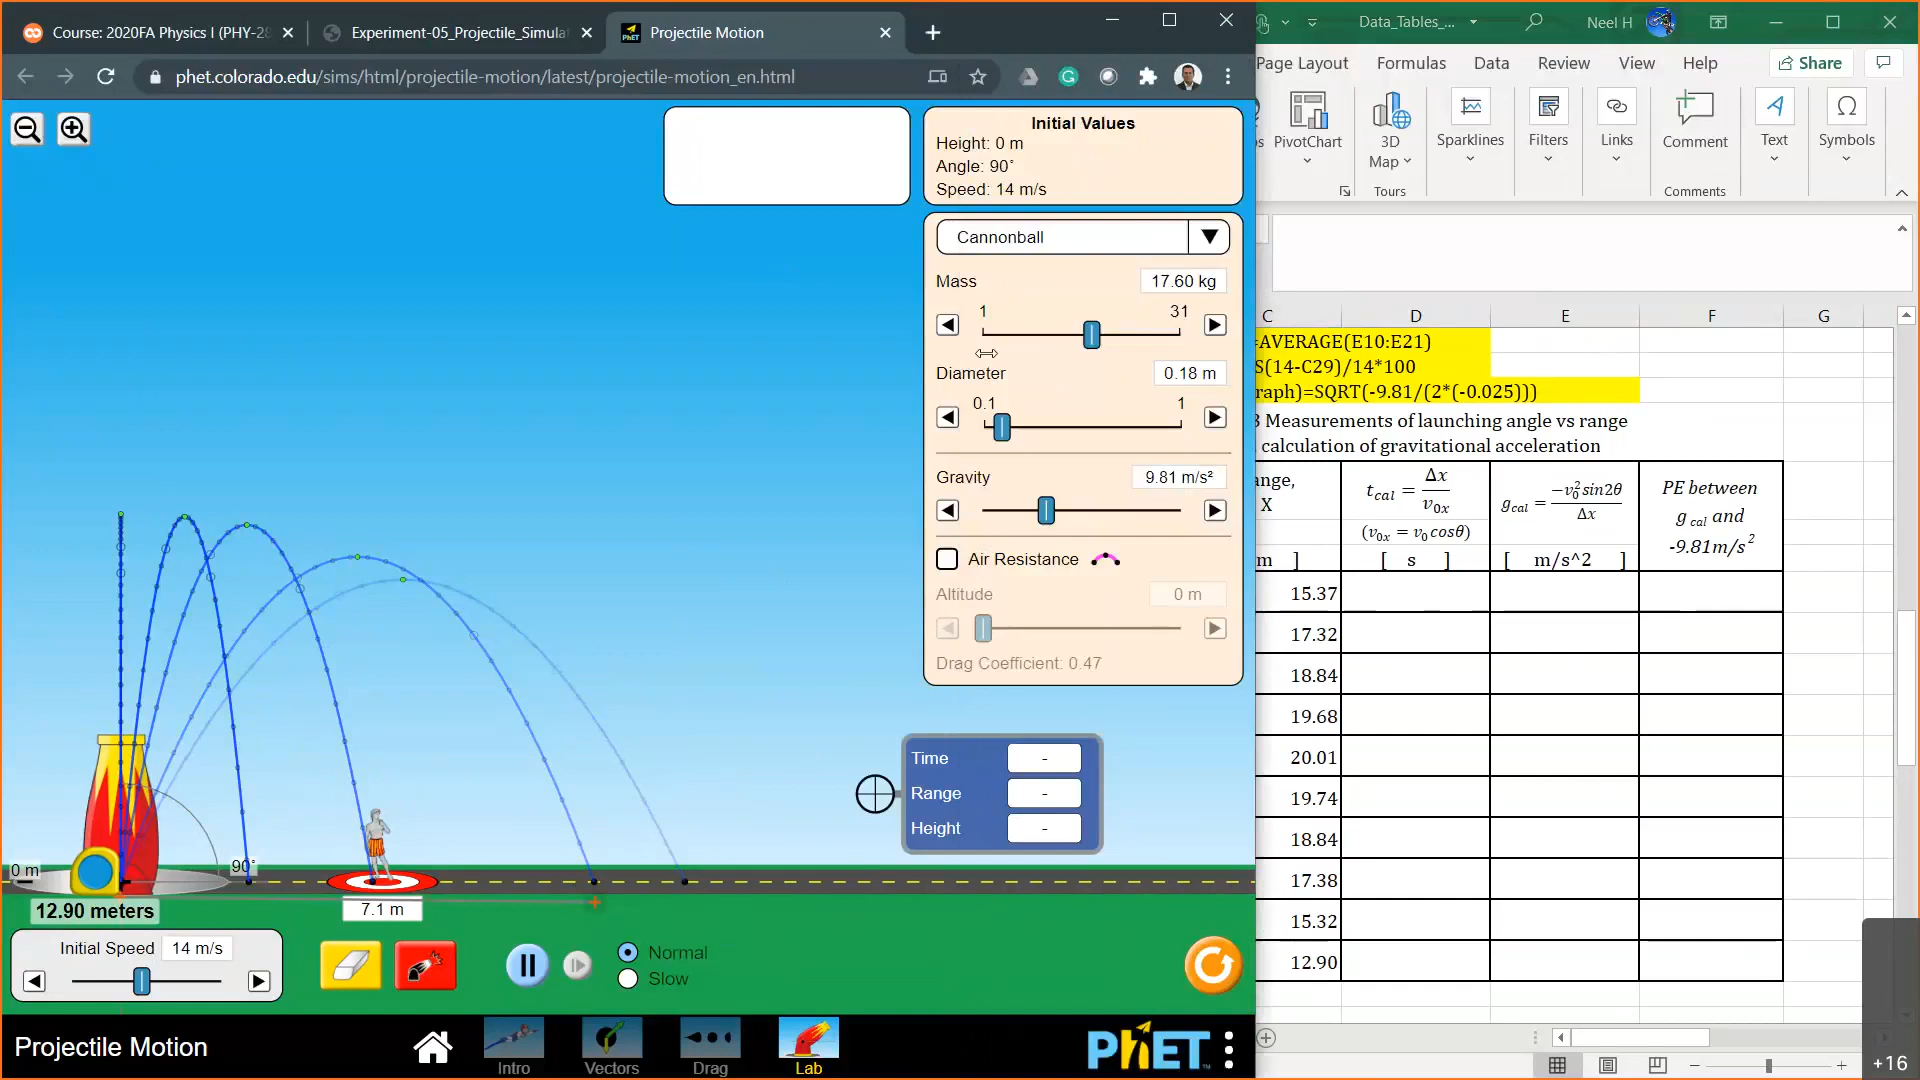 Course: 2020FA Physics I (PHY-28
Experiment-05_Projectile_Simula
Projectile Motion
phet.colorado.edu/sims/html/projectile-motion/latest/projectile-motion_en.html
Initial Values
Height: 0 m
Angle: 90°
Speed: 14 m/s
Cannonball
Mass 17.60 kg
1 31
Diameter 0.18 m
0.1 1
Gravity 9.81 m/s²
Air Resistance
Altitude 0 m
Drag Coefficient: 0.47
Time -
Range -
Height -
0 m
90°
12.90 meters
7.1 m
Initial Speed 14 m/s
Normal
Slow
Projectile Motion
Intro
Vectors
Drag
Lab
PhET
Data_Tables_...
Neel H
Page Layout Formulas Data Review View Help
Share
PivotChart
3D Map
Sparklines
Filters
Links
Comment
Text
Symbols
Tours
Comments
C D E F G
=AVERAGE(E10:E21)
S(14-C29)/14*100
raph)=SQRT(-9.81/(2*(-0.025)))
3 Measurements of launching angle vs range
calculation of gravitational acceleration
ange, X
m ]
t_cal = Δx / v_0x
(v_0x = v_0 cosθ)
[ s ]
g_cal = −v_0^2 sin2θ / Δx
[ m/s^2 ]
PE between
g cal and
-9.81m/s^2
15.37
17.32
18.84
19.68
20.01
19.74
18.84
17.38
15.32
12.90
+16